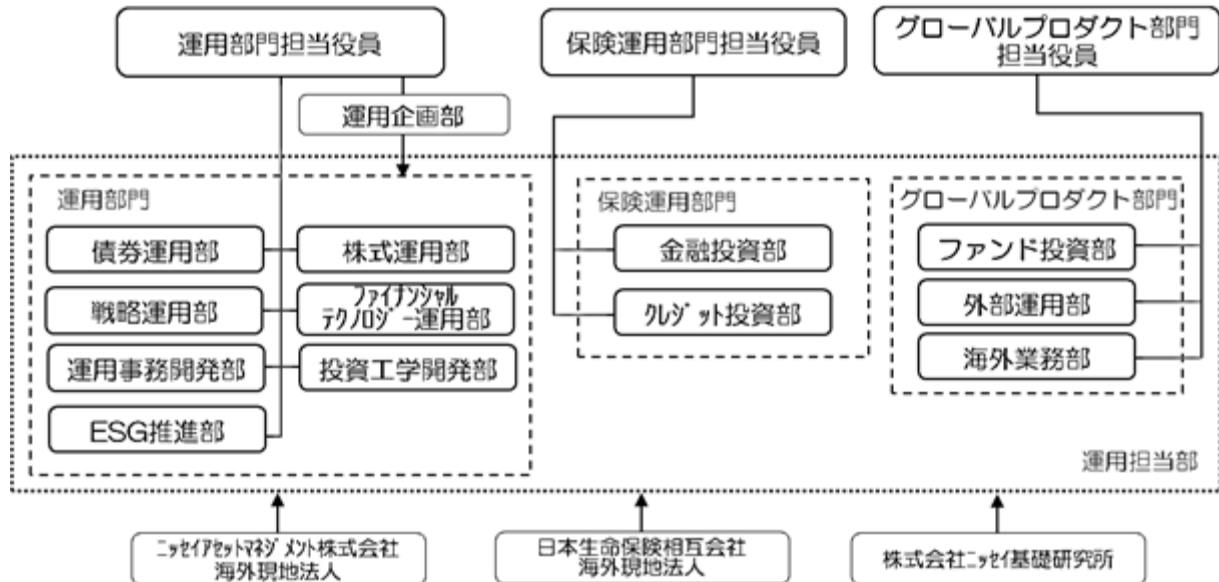 運用部門担当役員
保険運用部門担当役員
グローバルプロダクト部門
担当役員
運用企画部
運用部門
債券運用部
株式運用部
戦略運用部
ファイナンシャル
テクノロジー運用部
運用事務開発部
投資工学開発部
ESG推進部
保険運用部門
金融投資部
クレジット投資部
グローバルプロダクト部門
ファンド投資部
外部運用部
海外業務部
運用担当部
ニッセイアセットマネジメント株式会社
海外現地法人
日本生命保険相互会社
海外現地法人
株式会社ニッセイ基礎研究所